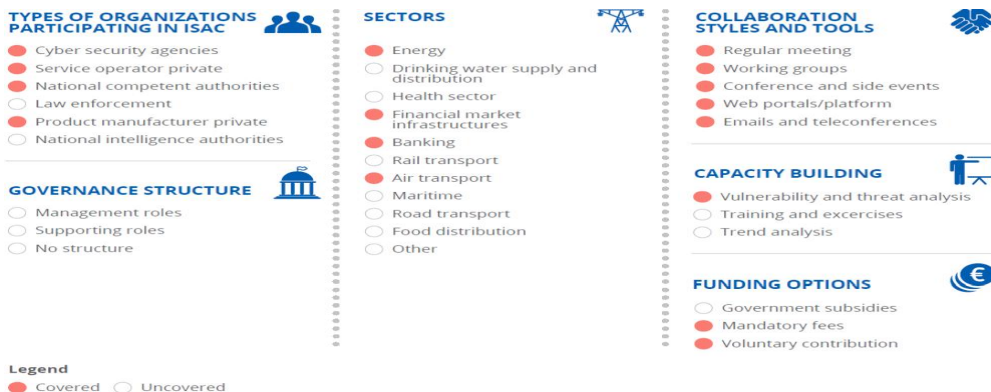 TYPES OF ORGANIZATIONS
PARTICIPATING IN ISAC
Cyber security agencies
Service operator private
National competent authorities
Law enforcement
Product manufacturer private
National intelligence authorities
GOVERNANCE STRUCTURE
Management roles
Supporting roles
No structure
SECTORS
Energy
Drinking water supply and
distribution
Health sector
Financial market
infrastructures
Banking
Rail transport
Air transport
Maritime
Road transport
Food distribution
Other
COLLABORATION
STYLES AND TOOLS
Regular meeting
Working groups
Conference and side events
Web portals/platform
Emails and teleconferences
CAPACITY BUILDING
Vulnerability and threat analysis
Training and excercises
Trend analysis
FUNDING OPTIONS
€
Government subsidies
Mandatory fees
Voluntary contribution
Legend
Covered Uncovered